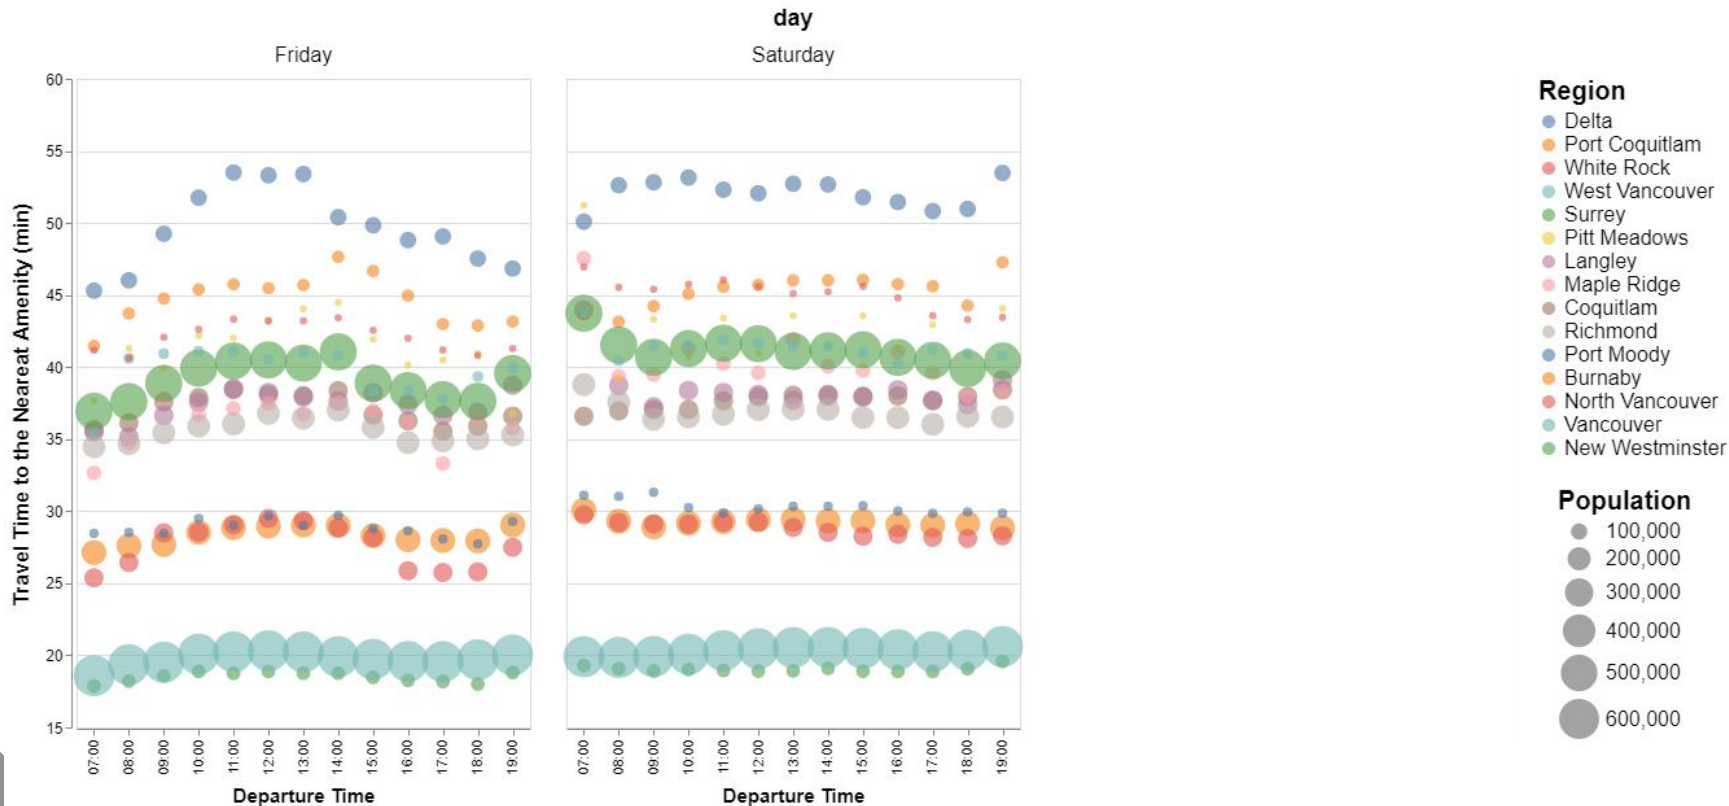 day
Friday
Saturday
Travel Time to the Neareat Amenity (min)
60
55
50
45
40
35
30
25
20
15
07:00
08:00
09:00
10:00
11:00
12:00
13:00
14:00
15:00
16:00
17:00
18:00
19:00
Departure Time
07:00
08:00
09:00
10:00
11:00
12:00
13:00
14:00
15:00
16:00
17:00
18:00
19:00
Departure Time
Region
Delta
Port Coquitlam
White Rock
West Vancouver
Surrey
Pitt Meadows
Langley
Maple Ridge
Coquitlam
Richmond
Port Moody
Burnaby
North Vancouver
Vancouver
New Westminster
Population
100,000
200,000
300,000
400,000
500,000
600,000